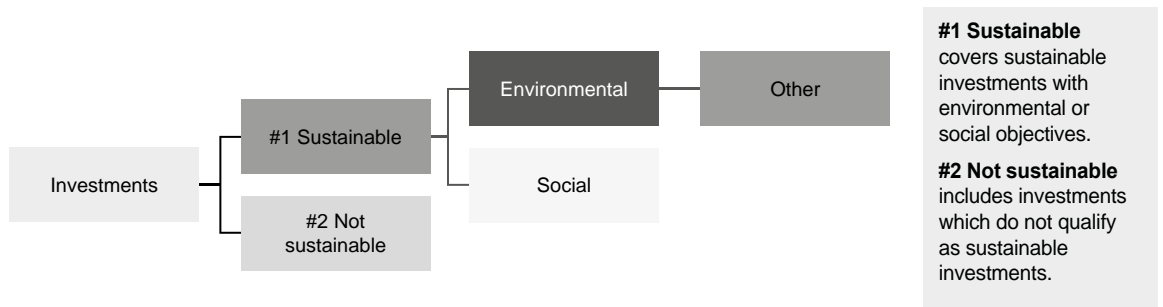 Investments
#1 Sustainable
#2 Not
sustainable
Environmental
Social
Other
#1 Sustainable
covers sustainable
investments with
environmental or
social objectives.
#2 Not sustainable
includes investments
which do not qualify
as sustainable
investments.